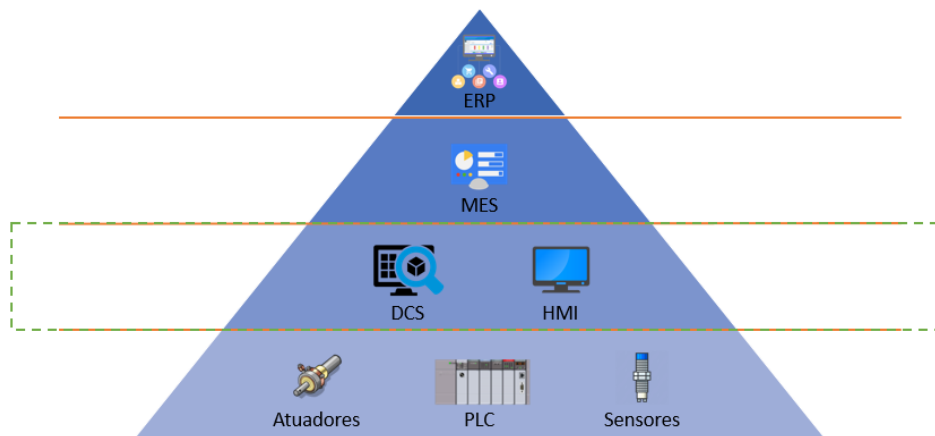 ERP
MES
DCS
HMI
Atuadores
PLC
Sensores